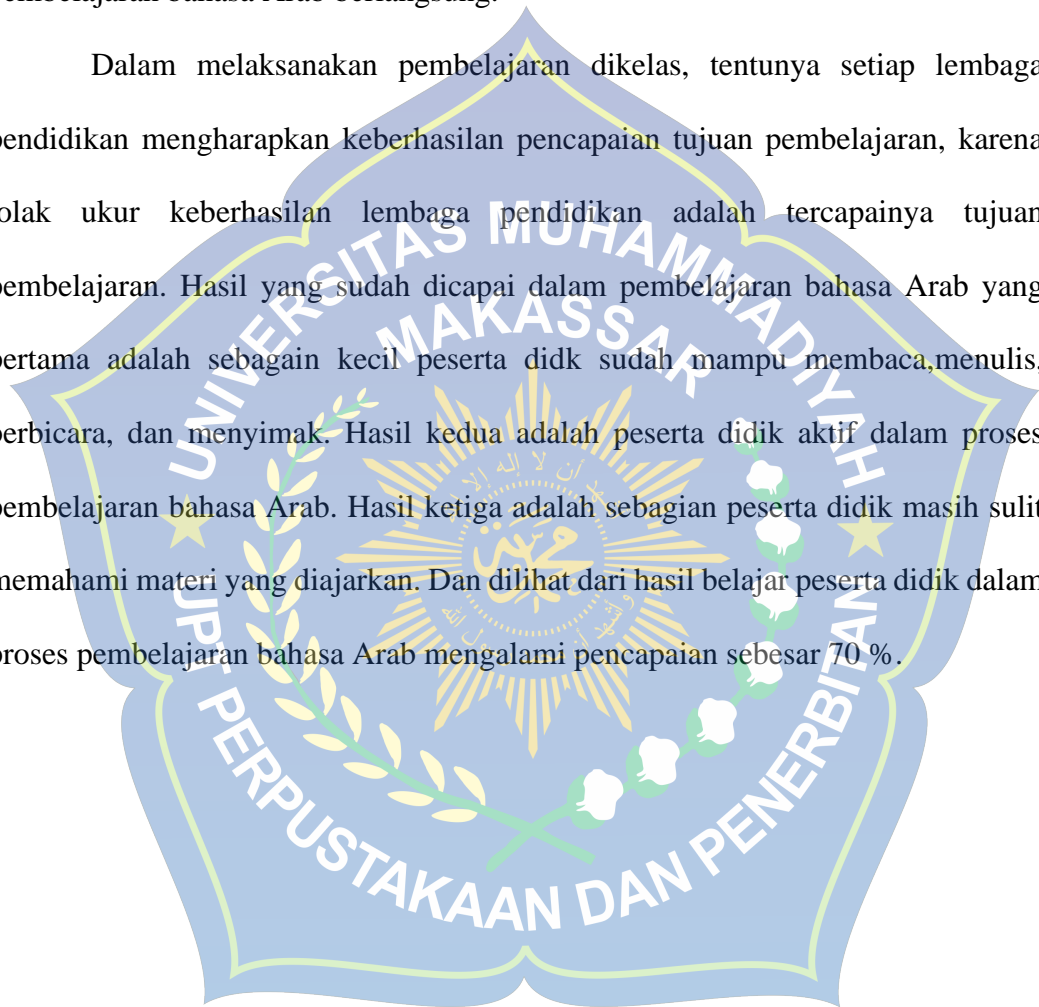 pembelajaran bahasa Arab berlangsung.
Dalam melaksanakan pembelajaran dikelas, tentunya setiap lembaga
pendidikan mengharapkan keberhasilan pencapaian tujuan pembelajaran, karena
tolak ukur keberhasilan lembaga pendidikan adalah tercapainya tujuan
pembelajaran. Hasil yang sudah dicapai dalam pembelajaran bahasa Arab yang
pertama adalah sebagain kecil peserta didk sudah mampu membaca,menulis,
berbicara, dan menyimak. Hasil kedua adalah peserta didik aktif dalam proses
pembelajaran bahasa Arab. Hasil ketiga adalah sebagian peserta didik masih sulit
memahami materi yang diajarkan. Dan dilihat dari hasil belajar peserta didik dalam
proses pembelajaran bahasa Arab mengalami pencapaian sebesar 70 %.
UNIVERSITAS MUHAMMADIYAH
MAKASSAR
UPT PERPUSTAKAAN DAN PENERBITAN